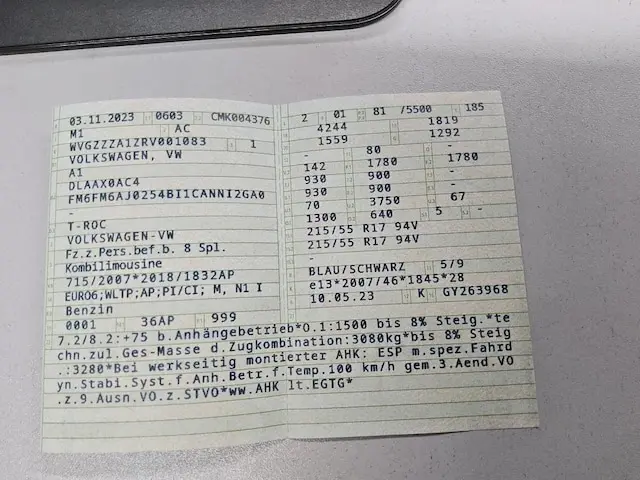 03.11.2023 0603 CMK004376
M1 AC
WVGZZZA1ZRV001083 1
VOLKSWAGEN, VW
A1
DLAAX0AC4
FM6FM6AJ0254BI1CANNI2GA0
-
T-ROC
VOLKSWAGEN-VW
Fz.z.Pers.bef.b. 8 Spl.
Kombilimousine
715/2007*2018/1832AP
EURO6;WLTP;AP;PI/CI; M, N1 I
Benzin
0001 36AP 999
2 01 81 /5500 185
4244 1819
1559 1292
- 80 -
142 1780 1780
930 900 -
930 900 -
70 3750 67
1300 640 5 -
215/55 R17 94V
215/55 R17 94V
-
BLAU/SCHWARZ 5/9
e13*2007/46*1845*28
10.05.23 K GY263968
7.2/8.2:+75 b.Anhängebetrieb*O.1:1500 bis 8% Steig.*te
chn.zul.Ges-Masse d.Zugkombination:3080kg*bis 8% Steig
.:3280*Bei werkseitig montierter AHK: ESP m.spez.Fahrd
yn.Stabi.Syst.f.Anh.Betr.f.Temp.100 km/h gem.3.Aend.VO
.z.9.Ausn.VO.z.STVO*ww.AHK lt.EGTG*